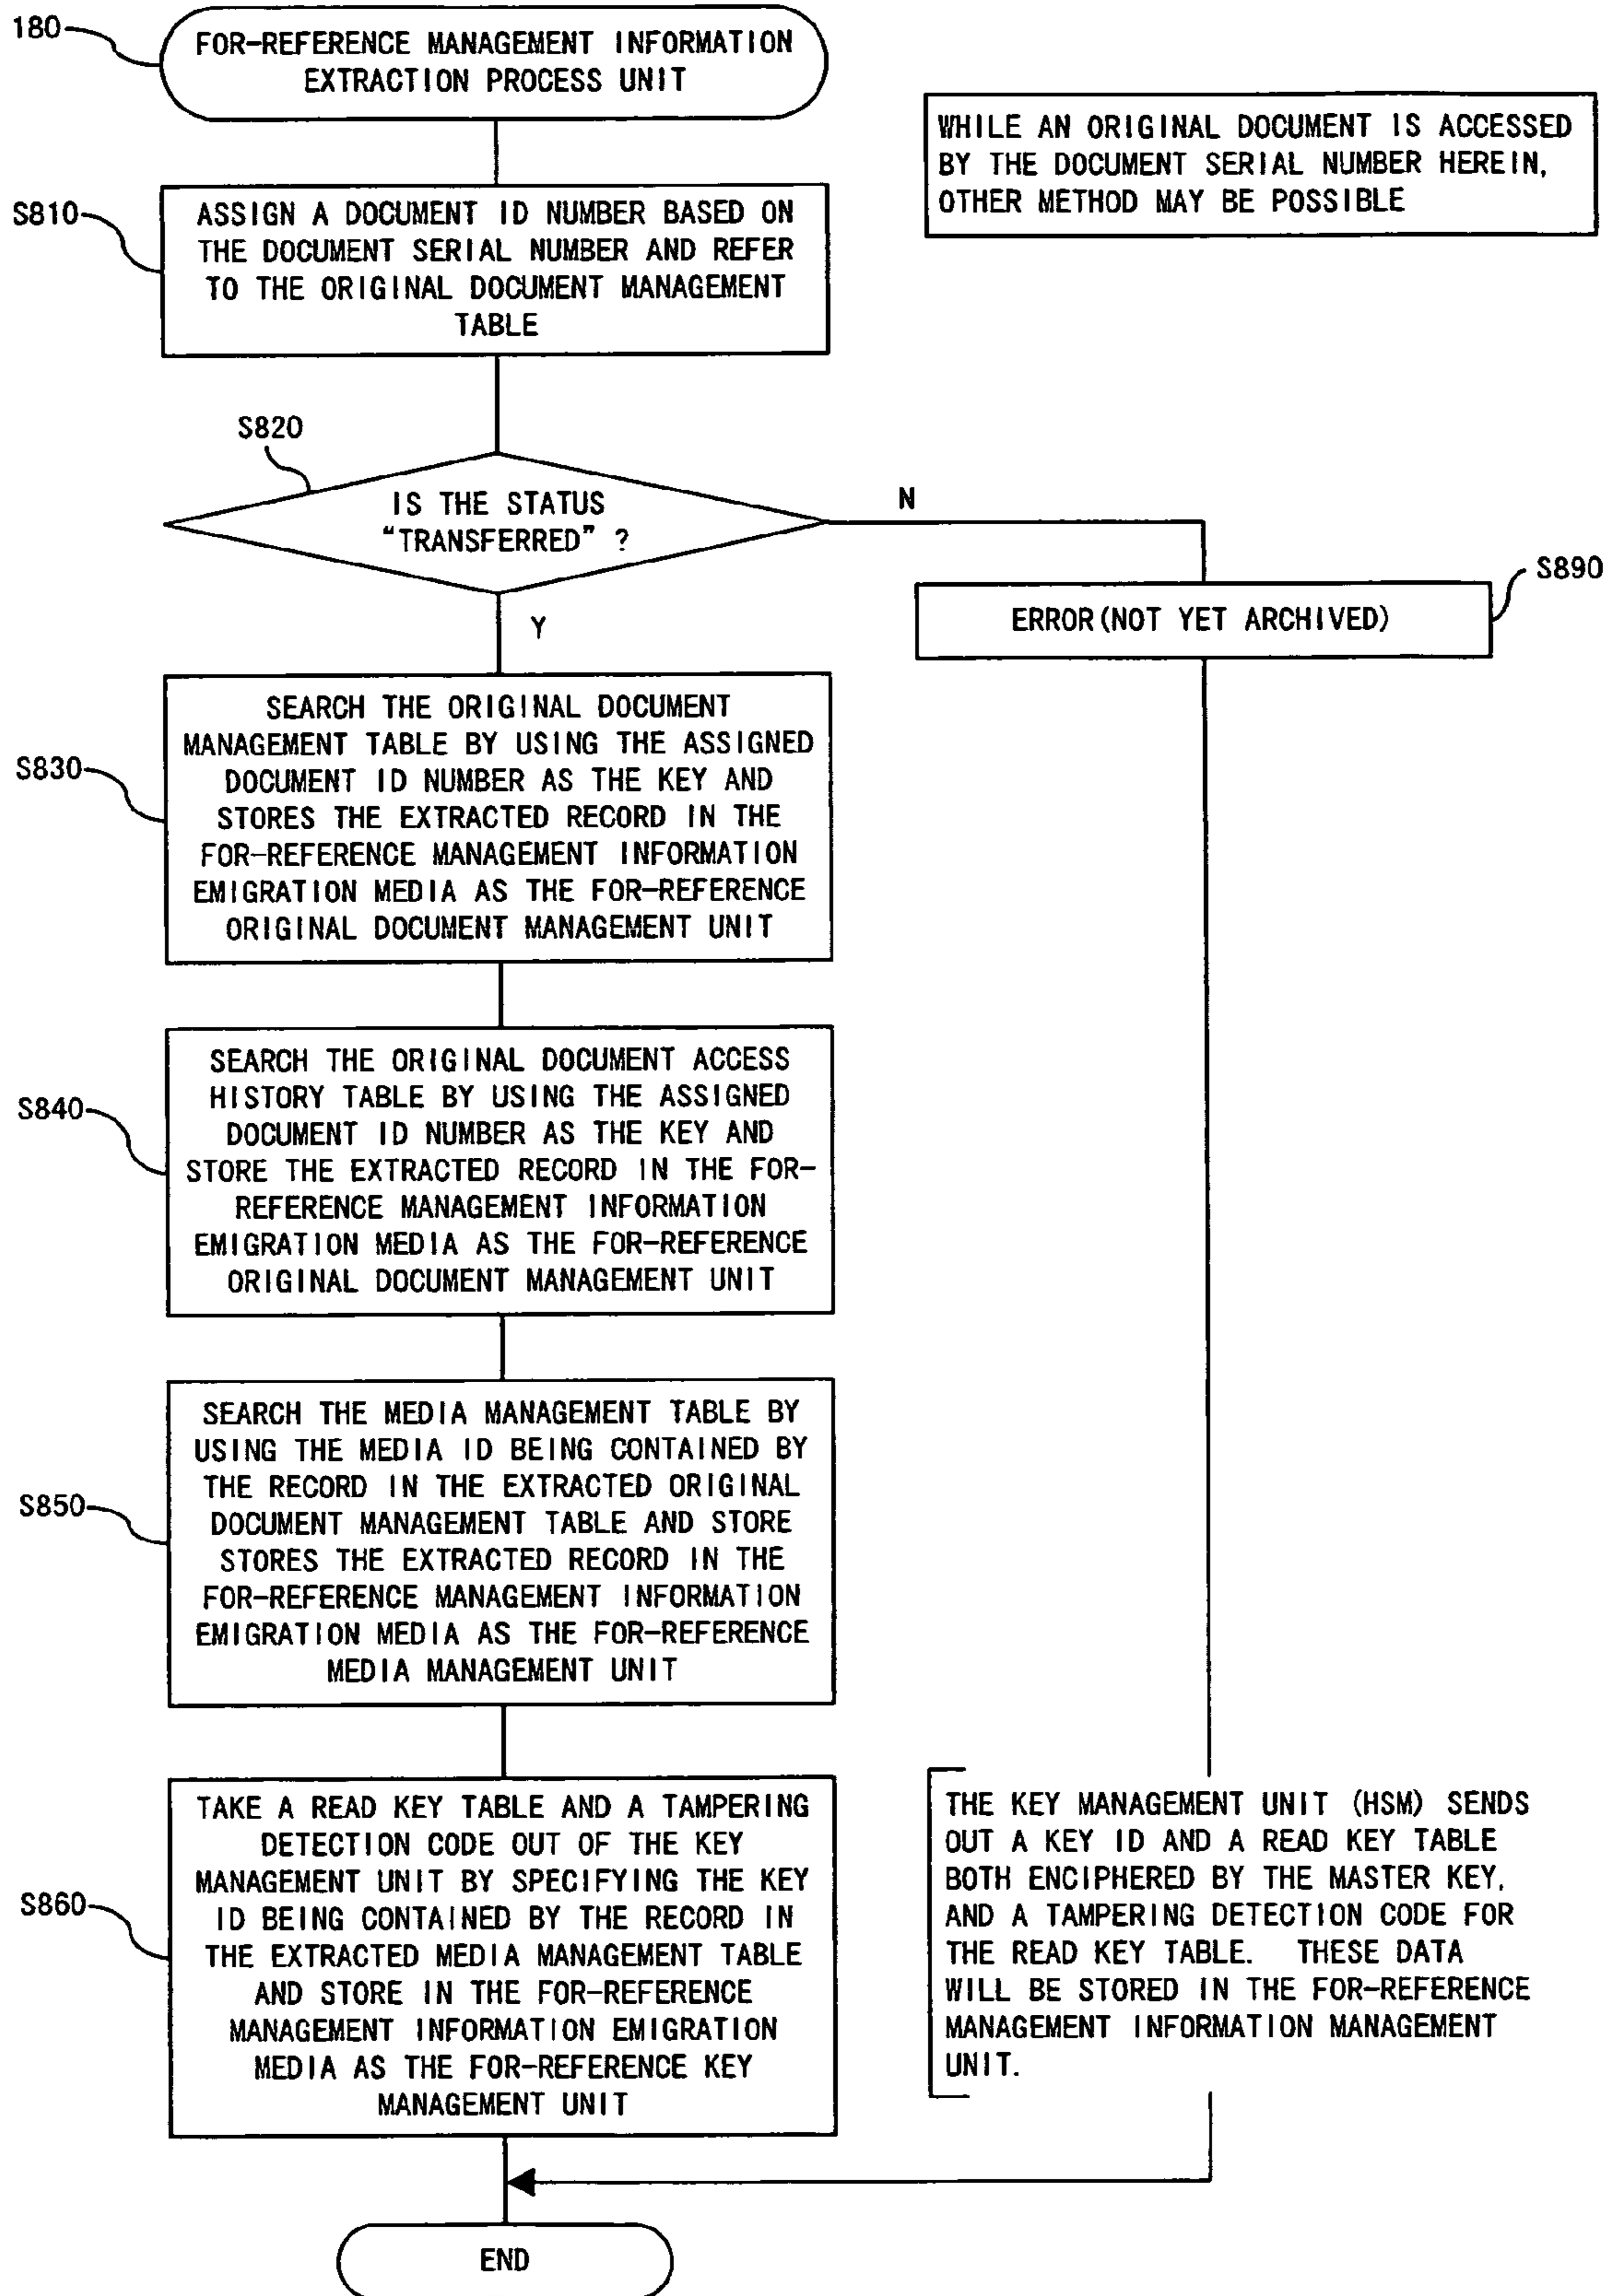 180
FOR-REFERENCE MANAGEMENT INFORMATION
EXTRACTION PROCESS UNIT
WHILE AN ORIGINAL DOCUMENT IS ACCESSED
BY THE DOCUMENT SERIAL NUMBER HEREIN,
OTHER METHOD MAY BE POSSIBLE
S810
ASSIGN A DOCUMENT ID NUMBER BASED ON
THE DOCUMENT SERIAL NUMBER AND REFER
TO THE ORIGINAL DOCUMENT MANAGEMENT
TABLE
S820
IS THE STATUS
“TRANSFERRED” ?
N
Y
S890
ERROR(NOT YET ARCHIVED)
S830
SEARCH THE ORIGINAL DOCUMENT
MANAGEMENT TABLE BY USING THE ASSIGNED
DOCUMENT ID NUMBER AS THE KEY AND
STORES THE EXTRACTED RECORD IN THE
FOR-REFERENCE MANAGEMENT INFORMATION
EMIGRATION MEDIA AS THE FOR-REFERENCE
ORIGINAL DOCUMENT MANAGEMENT UNIT
S840
SEARCH THE ORIGINAL DOCUMENT ACCESS
HISTORY TABLE BY USING THE ASSIGNED
DOCUMENT ID NUMBER AS THE KEY AND
STORE THE EXTRACTED RECORD IN THE FOR-
REFERENCE MANAGEMENT INFORMATION
EMIGRATION MEDIA AS THE FOR-REFERENCE
ORIGINAL DOCUMENT MANAGEMENT UNIT
S850
SEARCH THE MEDIA MANAGEMENT TABLE BY
USING THE MEDIA ID BEING CONTAINED BY
THE RECORD IN THE EXTRACTED ORIGINAL
DOCUMENT MANAGEMENT TABLE AND STORE
STORES THE EXTRACTED RECORD IN THE
FOR-REFERENCE MANAGEMENT INFORMATION
EMIGRATION MEDIA AS THE FOR-REFERENCE
MEDIA MANAGEMENT UNIT
S860
TAKE A READ KEY TABLE AND A TAMPERING
DETECTION CODE OUT OF THE KEY
MANAGEMENT UNIT BY SPECIFYING THE KEY
ID BEING CONTAINED BY THE RECORD IN
THE EXTRACTED MEDIA MANAGEMENT TABLE
AND STORE IN THE FOR-REFERENCE
MANAGEMENT INFORMATION EMIGRATION
MEDIA AS THE FOR-REFERENCE KEY
MANAGEMENT UNIT
THE KEY MANAGEMENT UNIT (HSM) SENDS
OUT A KEY ID AND A READ KEY TABLE
BOTH ENCIPHERED BY THE MASTER KEY,
AND A TAMPERING DETECTION CODE FOR
THE READ KEY TABLE. THESE DATA
WILL BE STORED IN THE FOR-REFERENCE
MANAGEMENT INFORMATION MANAGEMENT
UNIT.
END